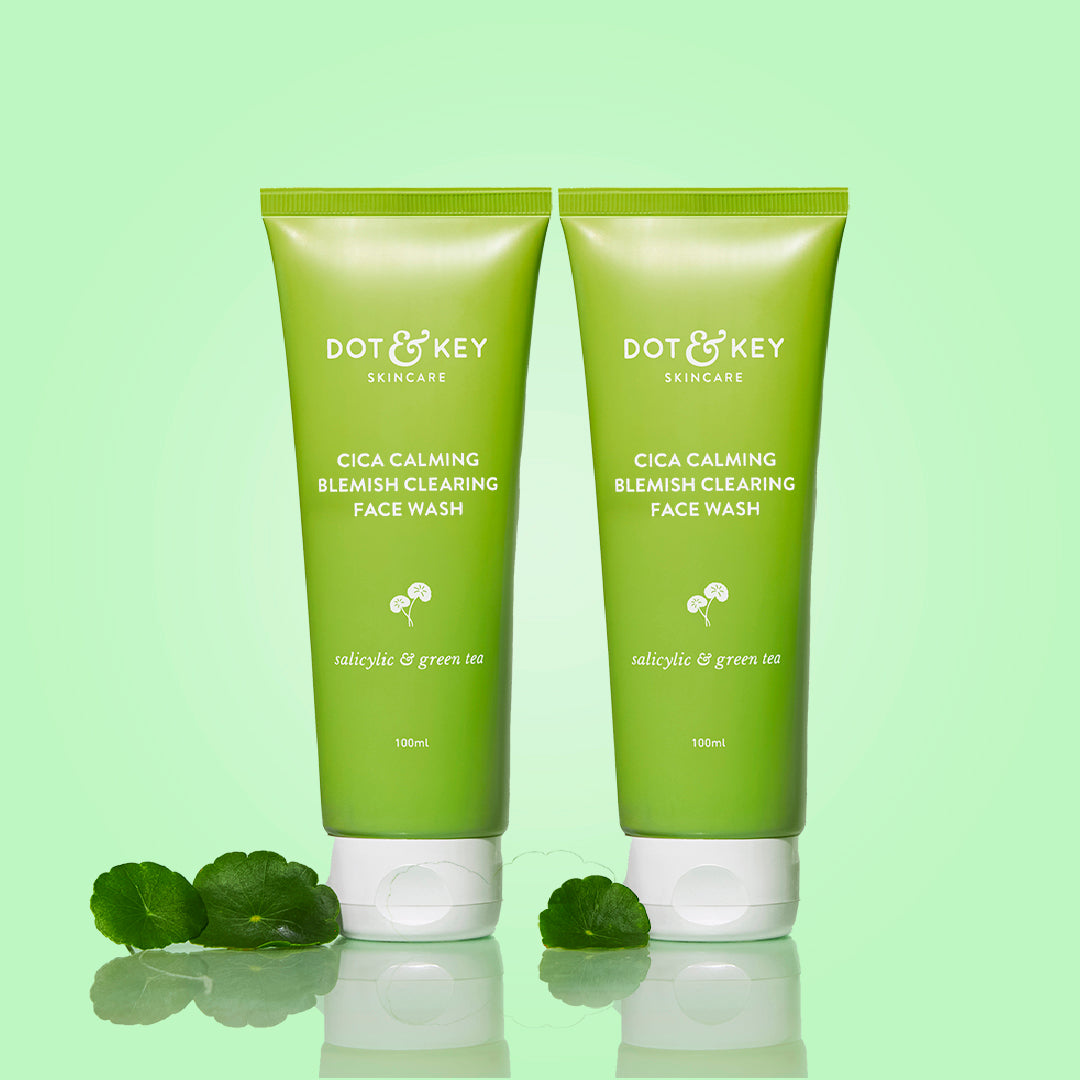 DOT & KEY
SKINCARE
CICA CALMING
BLEMISH CLEARING
FACE WASH
salicylic & green tea
100ml
DOT & KEY
SKINCARE
CICA CALMING
BLEMISH CLEARING
FACE WASH
salicylic & green tea
100ml